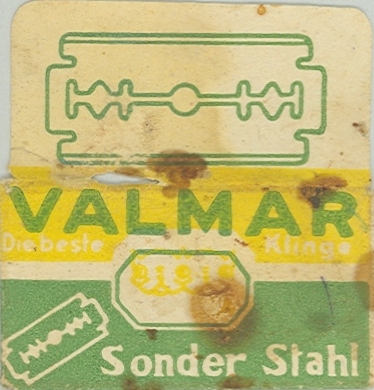 VALMAR
Die beste Klinge
Sonder Stahl